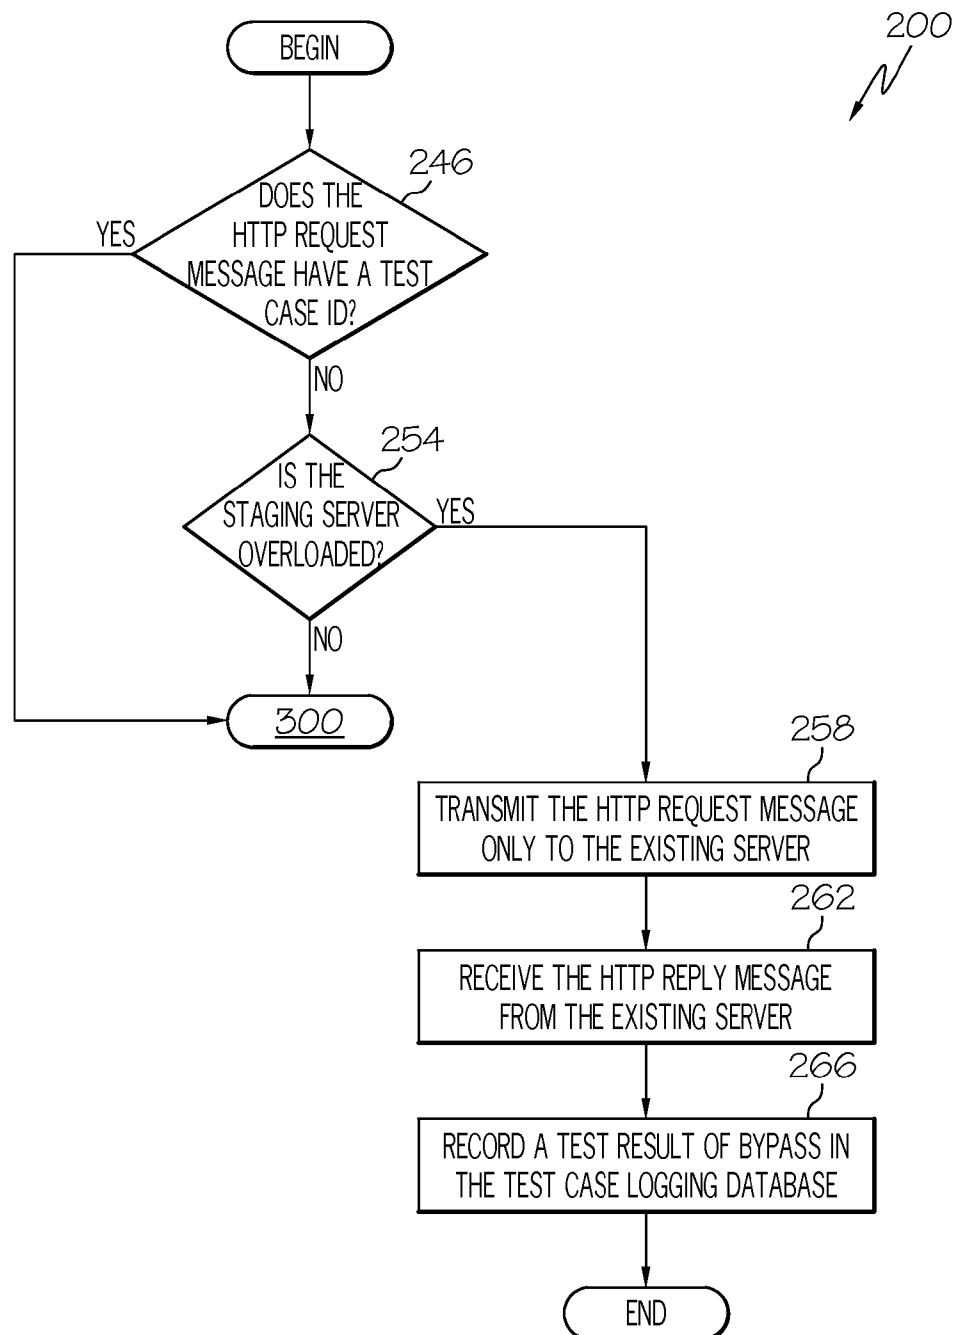 200
BEGIN
246
DOES THE
HTTP REQUEST
MESSAGE HAVE A TEST
CASE ID?
YES
NO
254
IS THE
STAGING SERVER
OVERLOADED?
YES
NO
300
258
TRANSMIT THE HTTP REQUEST MESSAGE
ONLY TO THE EXISTING SERVER
262
RECEIVE THE HTTP REPLY MESSAGE
FROM THE EXISTING SERVER
266
RECORD A TEST RESULT OF BYPASS IN
THE TEST CASE LOGGING DATABASE
END